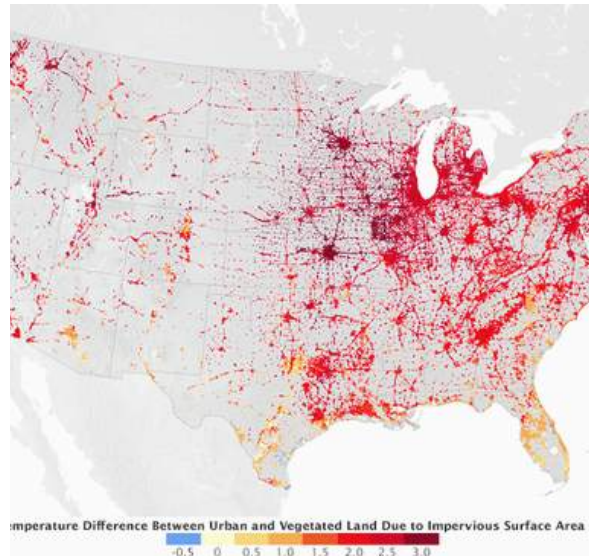 emperature Difference Between Urban and Vegetated Land Due to Impervious Surface Area
-0.5 0 0.5 1.0 1.5 2.0 2.5 3.0